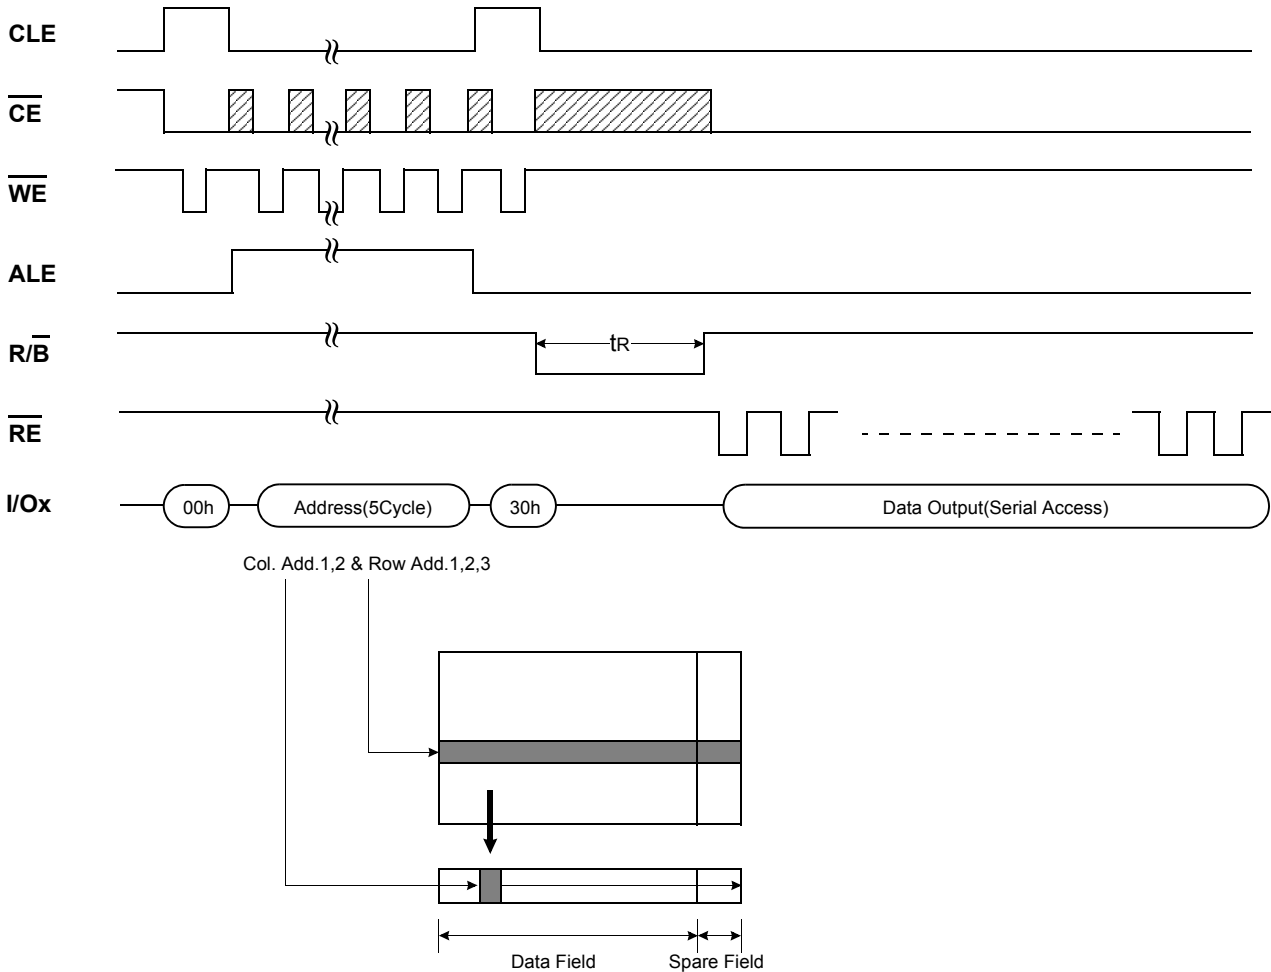 CLE
CE
WE
ALE
R/B
tR
RE
I/Ox
00h
Address(5Cycle)
30h
Data Output(Serial Access)
Col. Add.1,2 & Row Add.1,2,3
Data Field
Spare Field